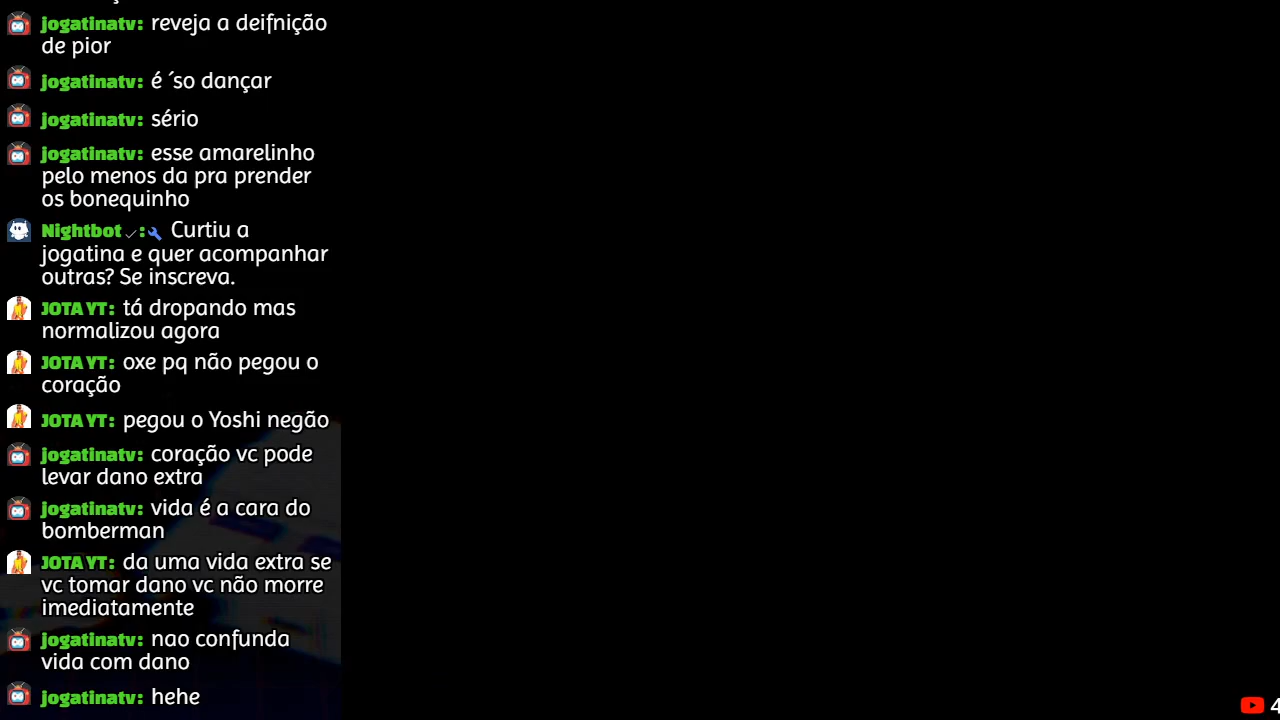 jogatinatv: reveja a deifnição
de pior
jogatinatv: é ´so dançar
jogatinatv: sério
jogatinatv: esse amarelinho
pelo menos da pra prender
os bonequinho
Nightbot ✓: Curtiu a
jogatina e quer acompanhar
outras? Se inscreva.
JOTA YT: tá dropando mas
normalizou agora
JOTA YT: oxe pq não pegou o
coração
JOTA YT: pegou o Yoshi negão
jogatinatv: coração vc pode
levar dano extra
jogatinatv: vida é a cara do
bomberman
JOTA YT: da uma vida extra se
vc tomar dano vc não morre
imediatamente
jogatinatv: nao confunda
vida com dano
jogatinatv: hehe
4